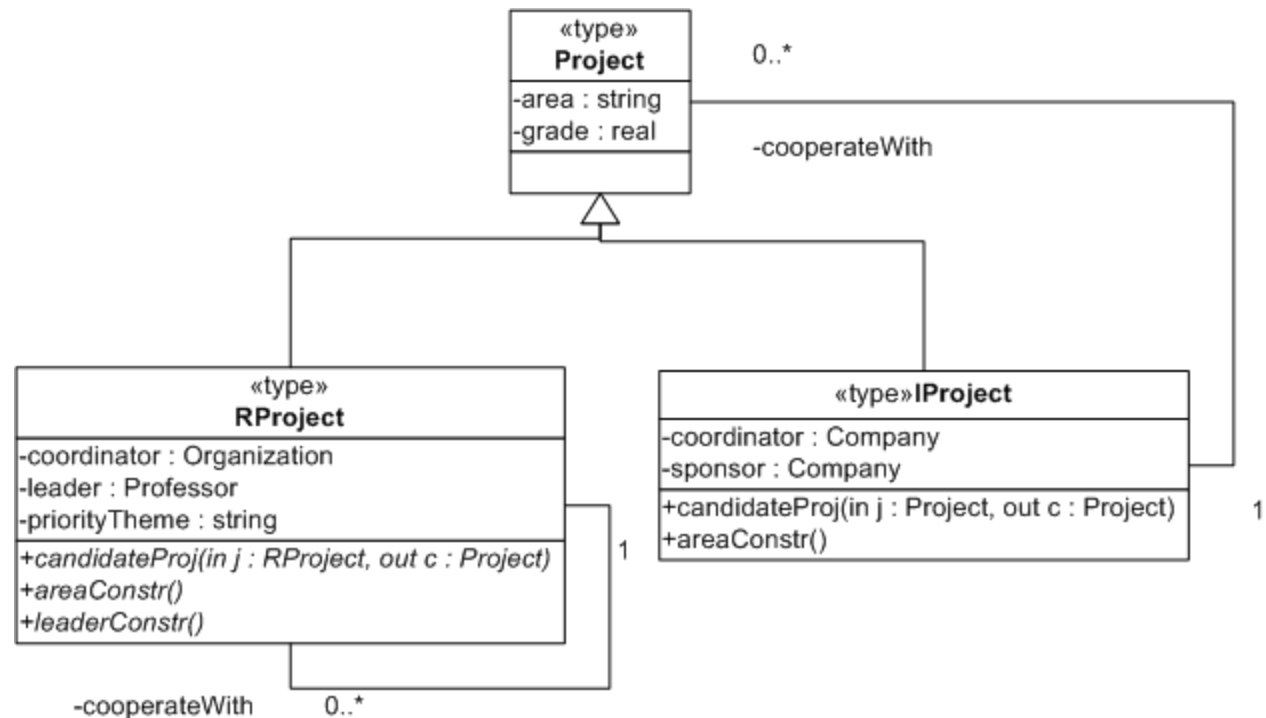 «type»
Project
0..*
-area : string
-grade : real
-cooperateWith
«type»
RProject
-coordinator : Organization
-leader : Professor
-priorityTheme : string
+candidateProj(in j : RProject, out c : Project)
+areaConstr()
+leaderConstr()
1
-cooperateWith 0..*
«type»IProject
-coordinator : Company
-sponsor : Company
+candidateProj(in j : Project, out c : Project)
+areaConstr()
1